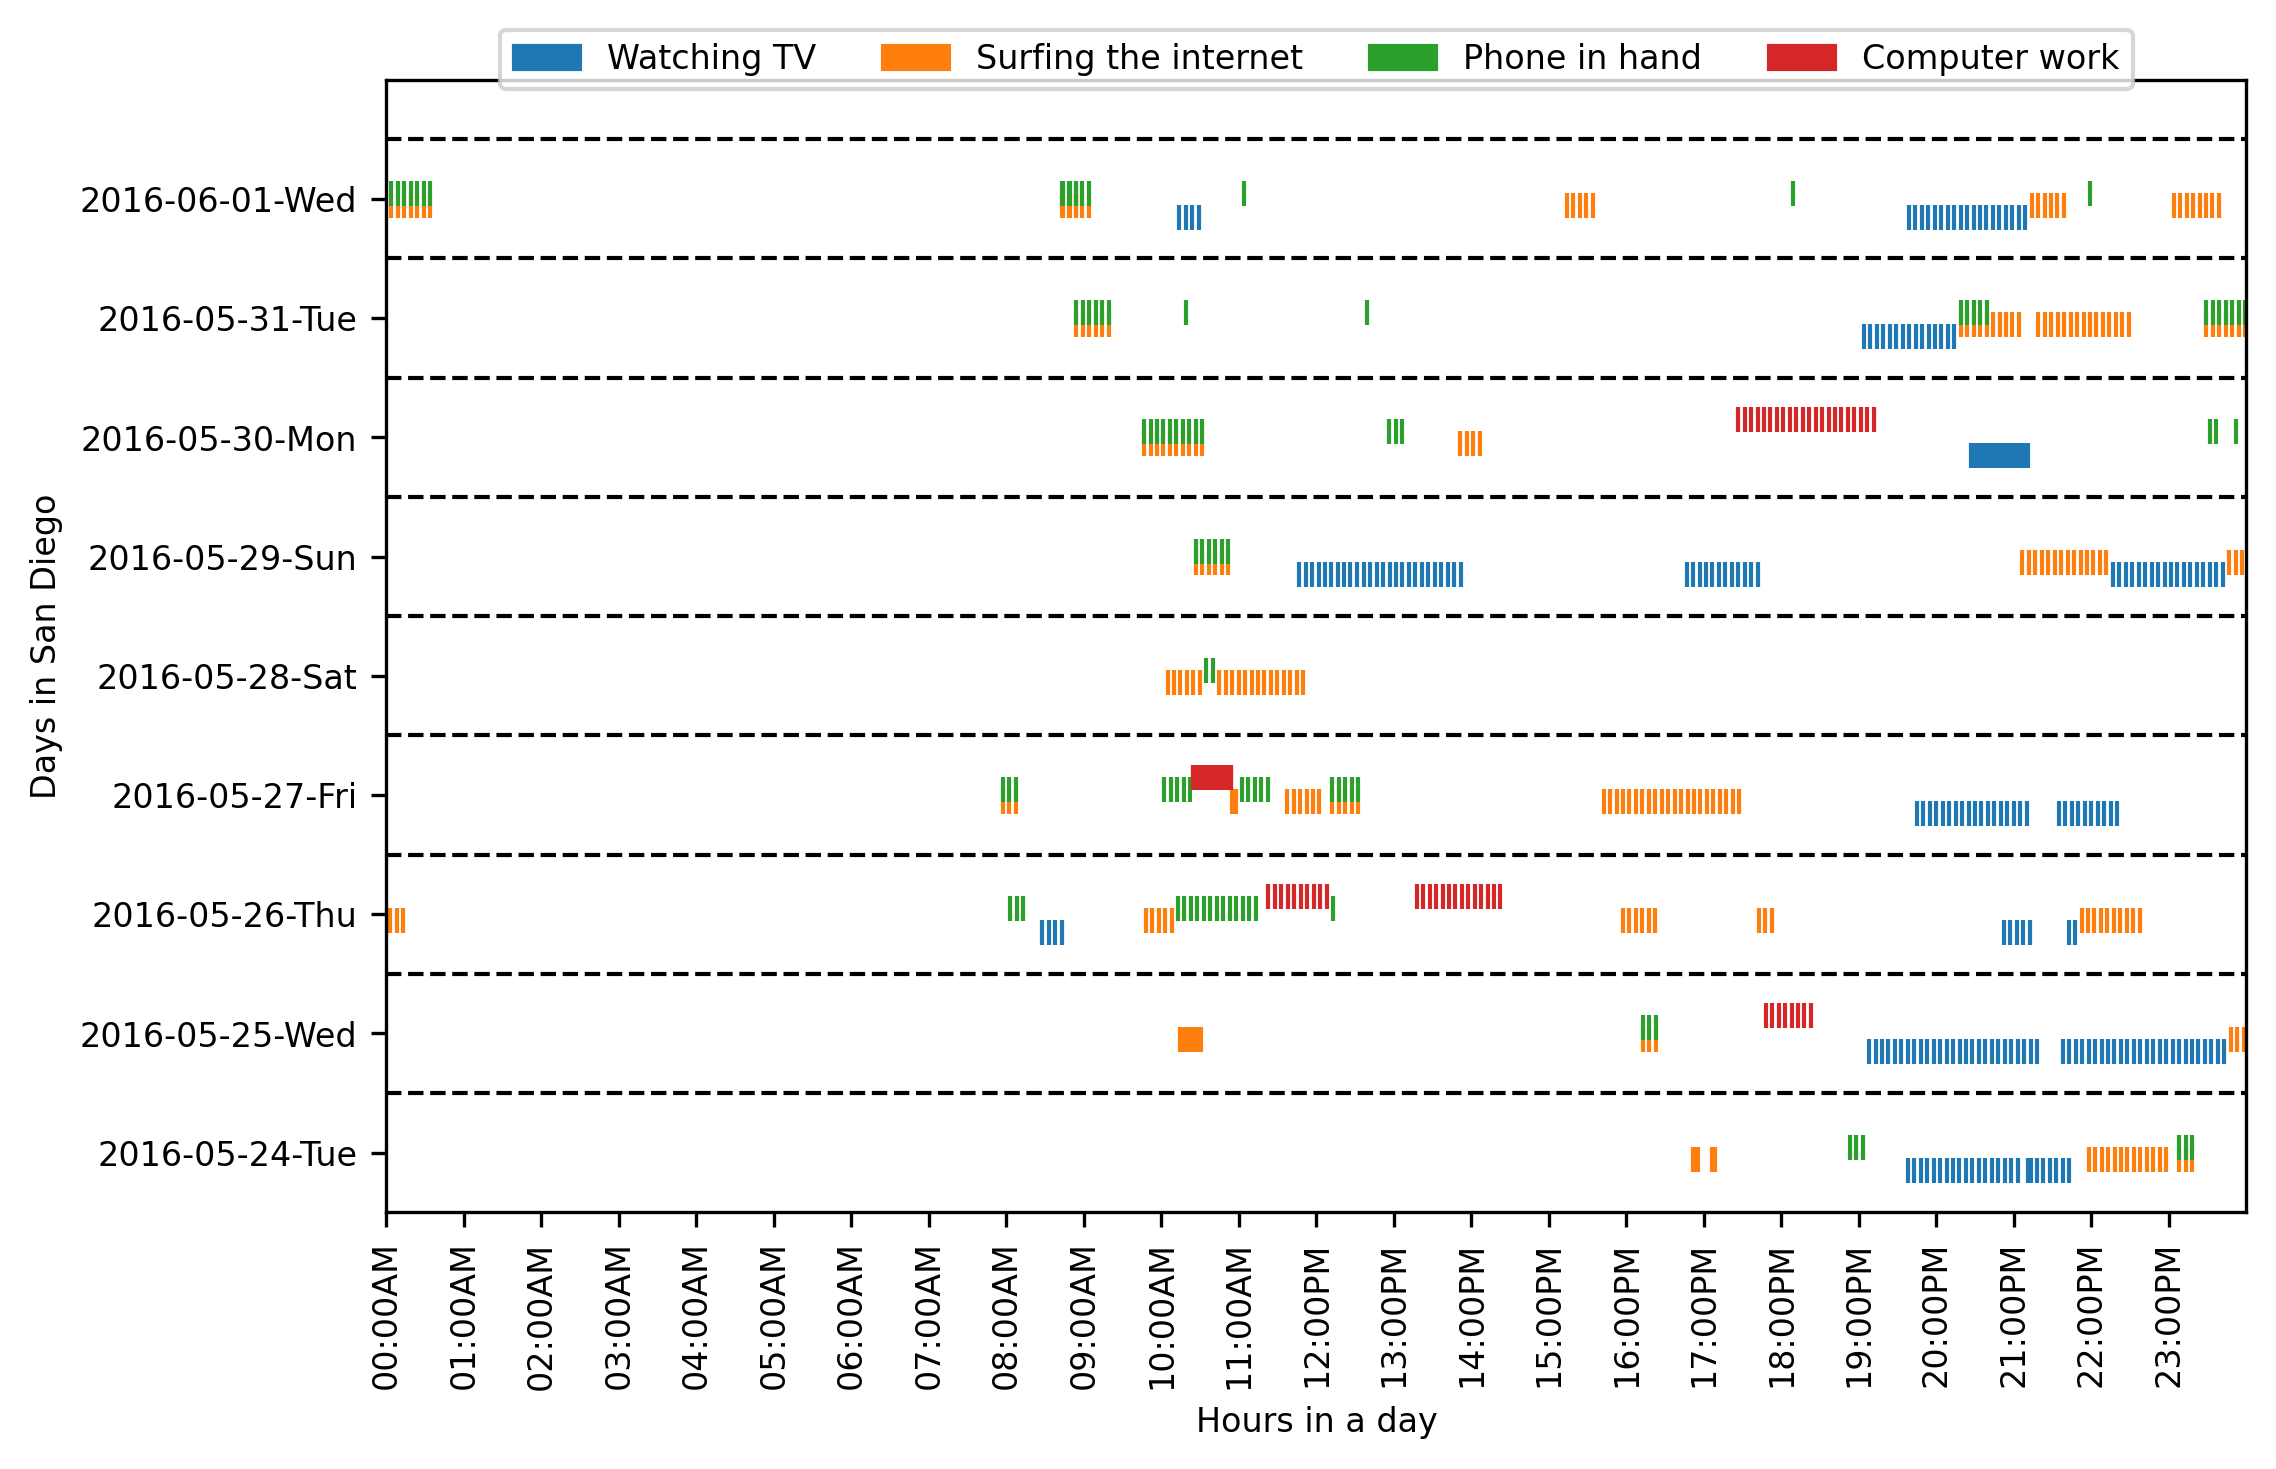 Watching TV Surfing the internet Phone in hand Computer work
2016-06-01-Wed
2016-05-31-Tue
2016-05-30-Mon
2016-05-29-Sun
2016-05-28-Sat
2016-05-27-Fri
2016-05-26-Thu
2016-05-25-Wed
2016-05-24-Tue
Days in San Diego
00:00AM
01:00AM
02:00AM
03:00AM
04:00AM
05:00AM
06:00AM
07:00AM
08:00AM
09:00AM
10:00AM
11:00AM
12:00PM
13:00PM
14:00PM
15:00PM
16:00PM
17:00PM
18:00PM
19:00PM
20:00PM
21:00PM
22:00PM
23:00PM
Hours in a day